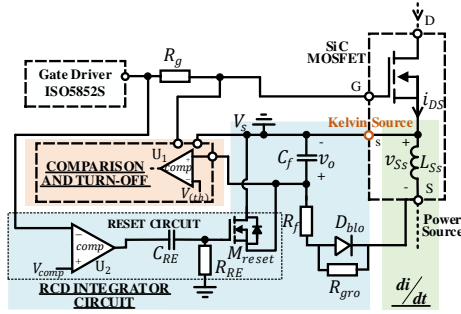 D
SiC
MOSFET
Gate Driver
ISO5852S
R_g
G
i_DS
V_s
Kelvin Source
s
+
-
U_1
COMPARISON
AND TURN-OFF
comp
-
+
V_(th)
C_f
v_o
+
v_Ss
L_Ss
-
S
Power
Source
RESET CIRCUIT
comp
-
+
U_2
V_comp
C_RE
R_RE
M_reset
R_f
D_blo
R_gro
RCD INTEGRATOR
CIRCUIT
di/dt